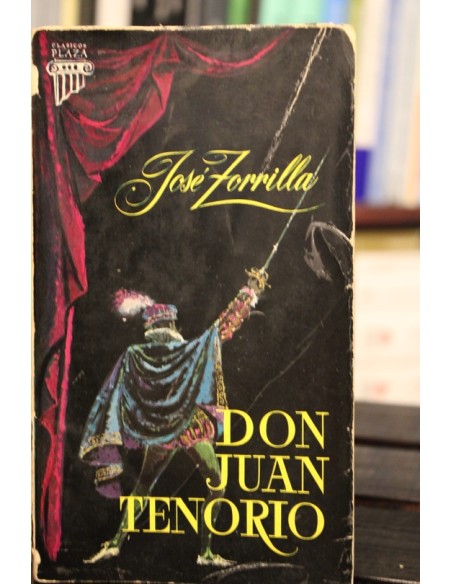 CLASICOS
PLAZA
José Zorrilla
DON
JUAN
TENORIO